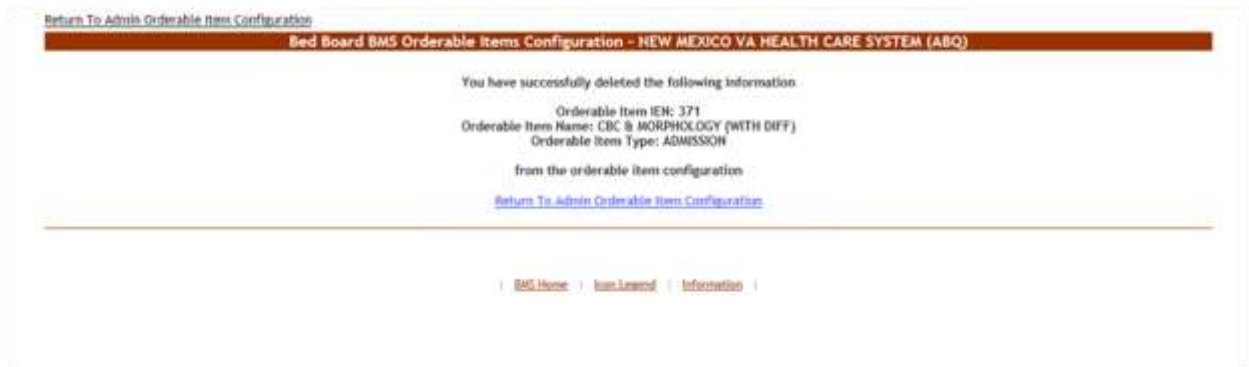 Return To Admin Orderable Item Configuration
Bed Board BMS Orderable Items Configuration - NEW MEXICO VA HEALTH CARE SYSTEM (ABQ)
You have successfully deleted the following information
Orderable Item IEN: 371
Orderable Item Name: CBC & MORPHOLOGY (WITH DIFF)
Orderable Item Type: ADMISSION
from the orderable item configuration
Return To Admin Orderable Item Configuration
| BMS Home | Icon Legend | Information |